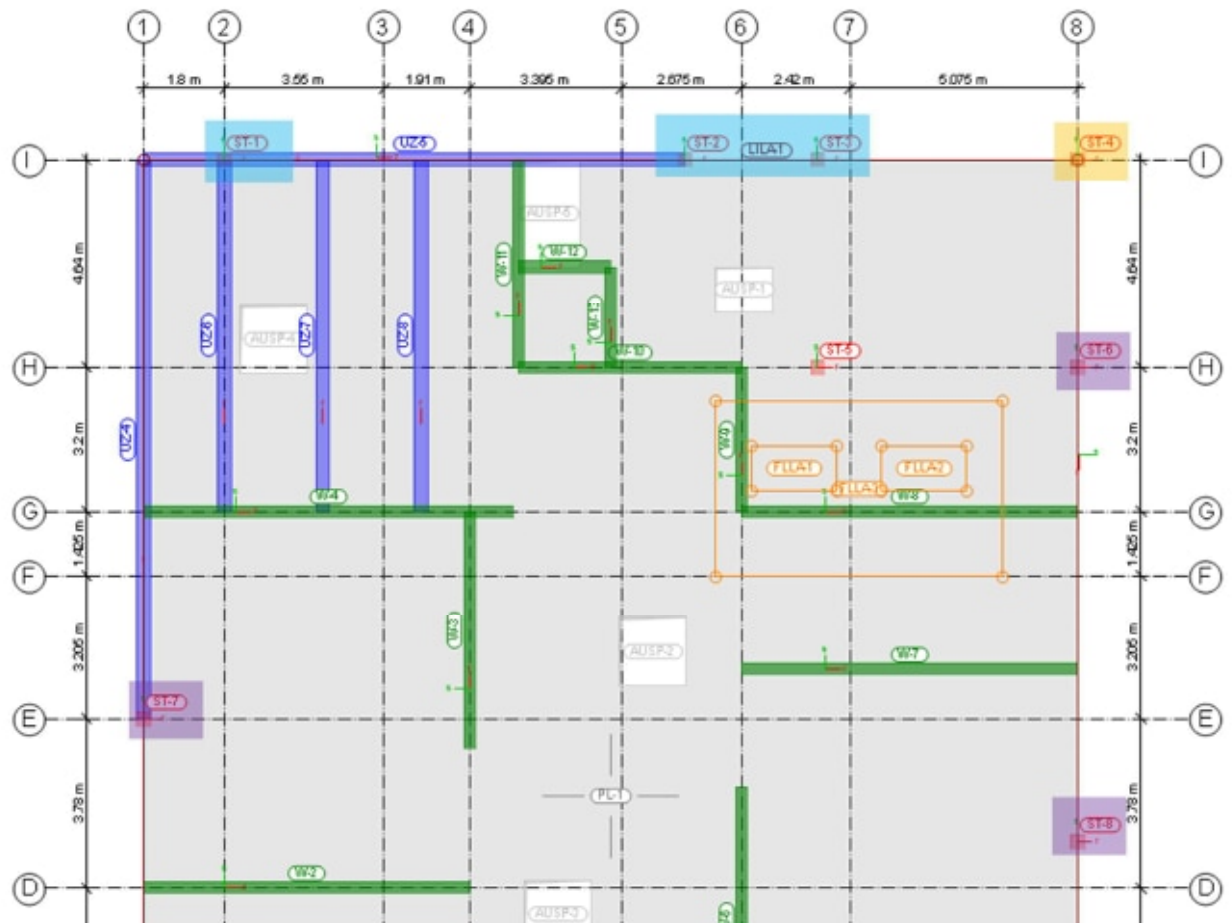 1 2 3 4 5 6 7 8
1.8 m 3.55 m 1.91 m 3.395 m 2.675 m 2.42 m 5.075 m
I ST-1 UZ-5 ST-2 LILA-1 ST-3 ST-4 I
4.64 m AUSP-5 4.64 m
W-11 W-12
AUSP-1
UZ-6 AUSP-4 UZ-7 UZ-8 W-13
H W-10 ST-5 ST-6 H
UZ-4 3.2 m W-9 3.2 m
FLLA-1 FLLA-2
W-4 FLLA-3 W-8
G G
1.425 m 1.425 m
F F
3.205 m W-3 AUSP-2 W-7 3.205 m
ST-7
E E
3.78 m PL-1 3.78 m
ST-8
W-2
D D
AUSP-3